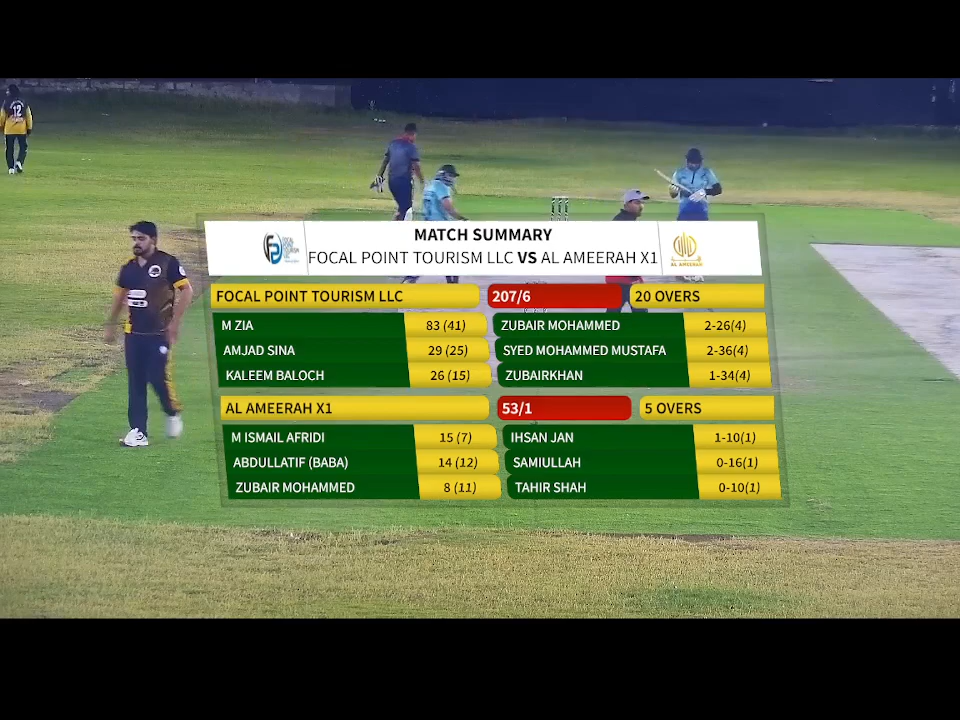 12
MATCH SUMMARY
FOCAL POINT TOURISM LLC VS AL AMEERAH X1
AL AMEERAH
FOCAL POINT TOURISM LLC 207/6 20 OVERS
M ZIA 83 (41) ZUBAIR MOHAMMED 2-26(4)
AMJAD SINA 29 (25) SYED MOHAMMED MUSTAFA 2-36(4)
KALEEM BALOCH 26 (15) ZUBAIRKHAN 1-34(4)
AL AMEERAH X1 53/1 5 OVERS
M ISMAIL AFRIDI 15 (7) IHSAN JAN 1-10(1)
ABDULLATIF (BABA) 14 (12) SAMIULLAH 0-16(1)
ZUBAIR MOHAMMED 8 (11) TAHIR SHAH 0-10(1)